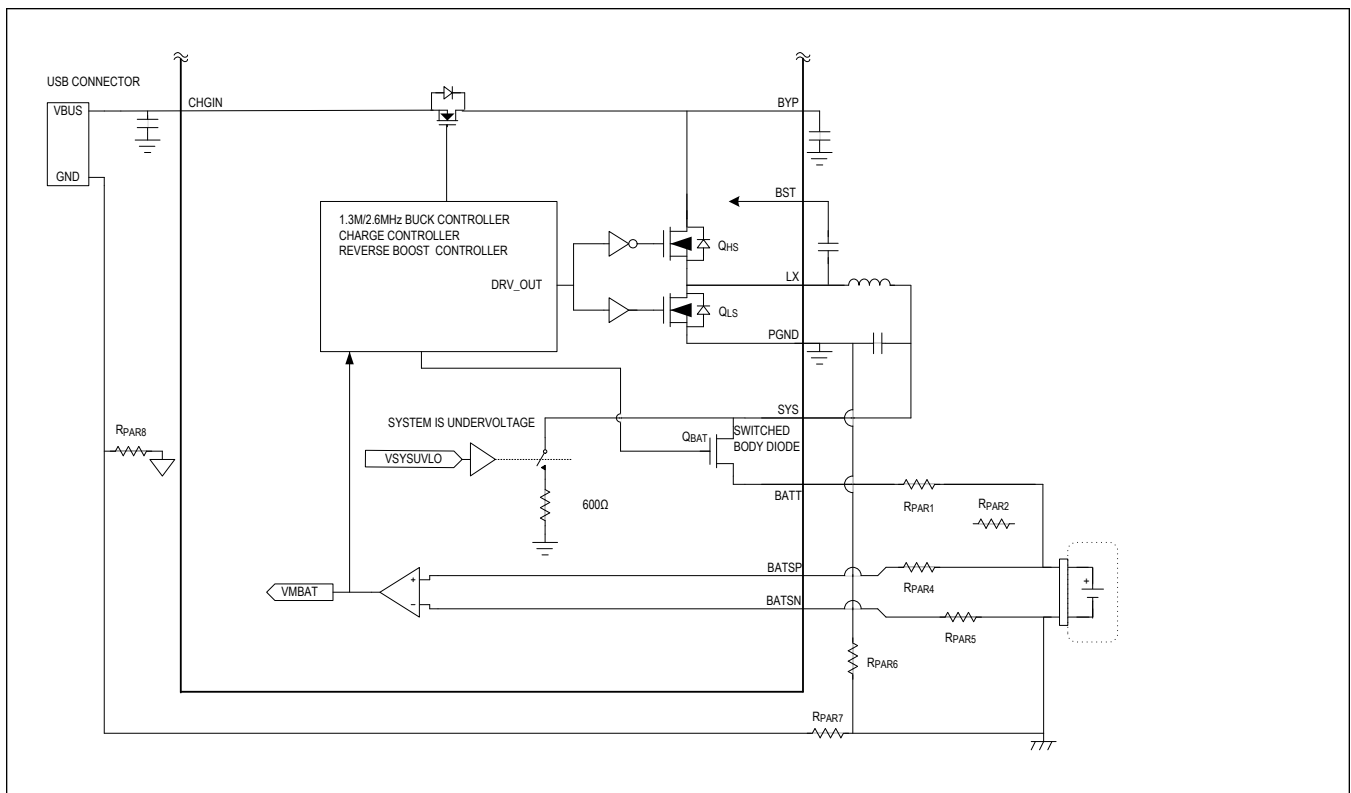 USB CONNECTOR
VBUS
GND
CHGIN
BYP
BST
1.3M/2.6MHz BUCK CONTROLLER
CHARGE CONTROLLER
REVERSE BOOST CONTROLLER
DRV_OUT
QHS
LX
QLS
PGND
SYSTEM IS UNDERVOLTAGE
SYS
QBAT
SWITCHED
BODY DIODE
RPAR8
VSYSUVLO
600Ω
BATT
RPAR1
RPAR2
BATSP
RPAR4
VMBAT
+
-
BATSN
+
RPAR5
RPAR6
RPAR7